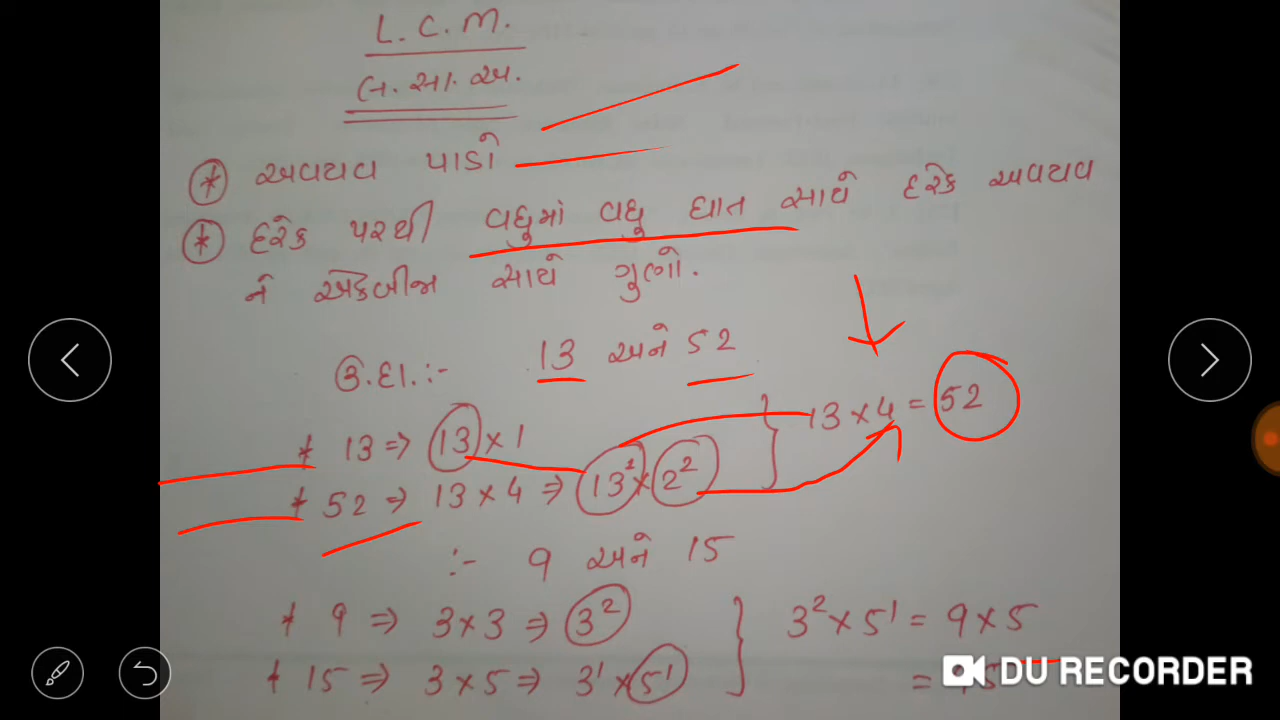 L.C.M.
લ.સા.અ.
* અવયવ પાડો
* દરેક પરથી વધુમાં વધુ ઘાત સાથે દરેક અવયવ
ને એકબીજા સાથે ગુણો.
ઉ.દા.:- 13 અને 52
* 13 ⇒ 13 × 1
* 52 ⇒ 13 × 4 ⇒ 13¹ × 2² } 13 × 4 = 52
:- 9 અને 15
* 9 ⇒ 3 × 3 ⇒ 3² } 3² × 5¹ = 9 × 5
* 15 ⇒ 3 × 5 ⇒ 3¹ × 5¹ = 45
DU RECORDER